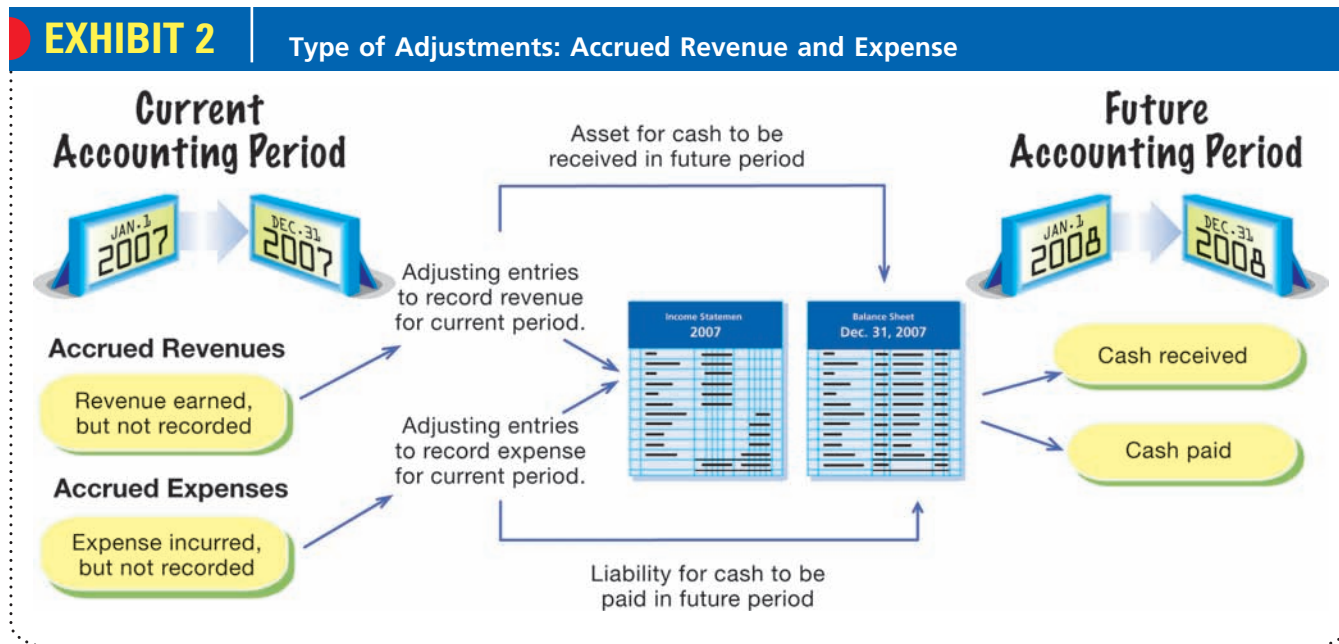 EXHIBIT 2
Type of Adjustments: Accrued Revenue and Expense
Current
Accounting Period
JAN.1
2007
DEC.31
2007
Accrued Revenues
Revenue earned,
but not recorded
Accrued Expenses
Expense incurred,
but not recorded
Adjusting entries
to record revenue
for current period.
Adjusting entries
to record expense
for current period.
Asset for cash to be
received in future period
Income Statemen
2007
Balance Sheet
Dec. 31, 2007
Liability for cash to be
paid in future period
Future
Accounting Period
JAN.1
2008
DEC.31
2008
Cash received
Cash paid